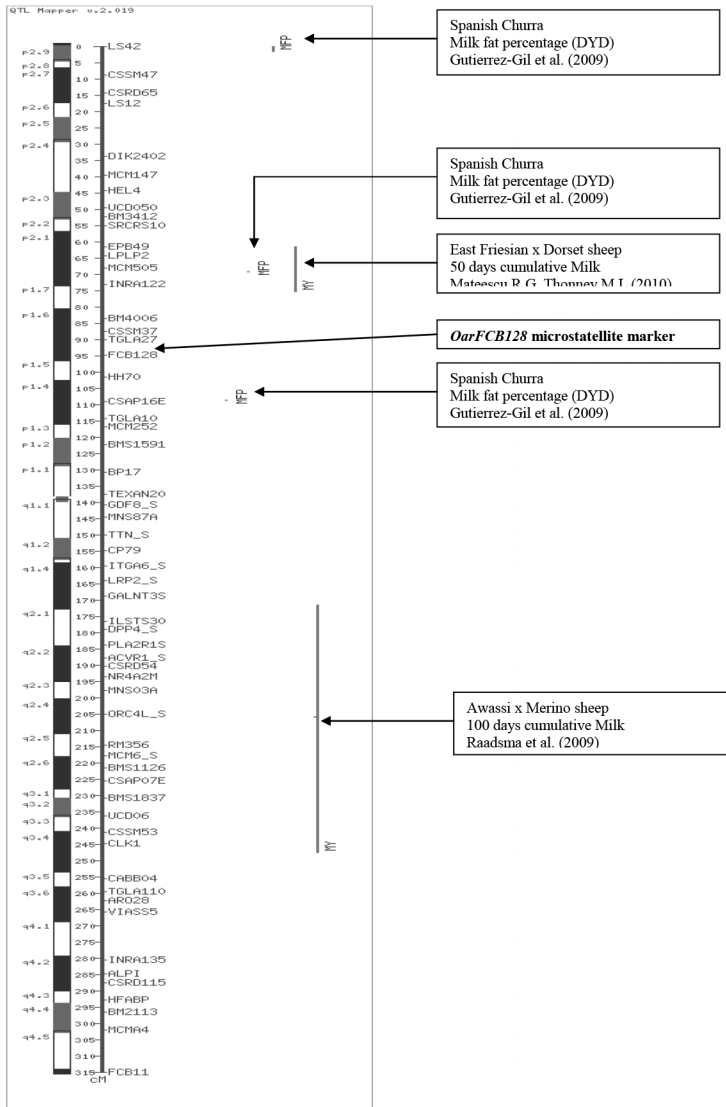 QTL Mapper v.2.019
p2.9
p2.8
p2.7
p2.6
p2.5
p2.4
p2.3
p2.2
p2.1
p1.7
p1.6
p1.5
p1.4
p1.3
p1.2
p1.1
q1.1
q1.2
q1.4
q2.1
q2.2
q2.3
q2.4
q2.5
q2.6
q3.1
q3.2
q3.3
q3.4
q3.5
q3.6
q4.1
q4.2
q4.3
q4.4
q4.5
0
5
10
15
20
25
30
35
40
45
50
55
60
65
70
75
80
85
90
95
100
105
110
115
120
125
130
135
140
145
150
155
160
165
170
175
180
185
190
195
200
205
210
215
220
225
230
235
240
245
250
255
260
265
270
275
280
285
290
295
300
305
310
315
cM
LS42
CSSM47
CSRD65
LS12
DIK2402
MCM147
HEL4
UCD050
BM3412
SRCRS10
EPB49
LPLP2
MCM505
INRA122
BM4006
CSSM37
TGLA27
FCB128
HH70
CSAP16E
TGLA10
MCM252
BMS1591
BP17
TEXAN20
GDF8_S
MNS87A
TTN_S
CP79
ITGA6_S
LRP2_S
GALNT3S
ILSTS30
DPP4_S
PLA2R1S
ACVR1_S
CSRD54
NR4A2M
MNS03A
ORC4L_S
RM356
MCM6_S
BMS1126
CSAP07E
BMS1837
UCD06
CSSM53
CLK1
CABB04
TGLA110
ARO28
VIASS5
INRA135
ALPI
CSRD115
HFABP
BM2113
MCMA4
FCB11
MFP
MFP
MY
MFP
MY
Spanish Churra
Milk fat percentage (DYD)
Gutierrez-Gil et al. (2009)
Spanish Churra
Milk fat percentage (DYD)
Gutierrez-Gil et al. (2009)
East Friesian x Dorset sheep
50 days cumulative Milk
Mateescu R.G, Thonney M.L (2010)
OarFCB128 microstatellite marker
Spanish Churra
Milk fat percentage (DYD)
Gutierrez-Gil et al. (2009)
Awassi x Merino sheep
100 days cumulative Milk
Raadsma et al. (2009)